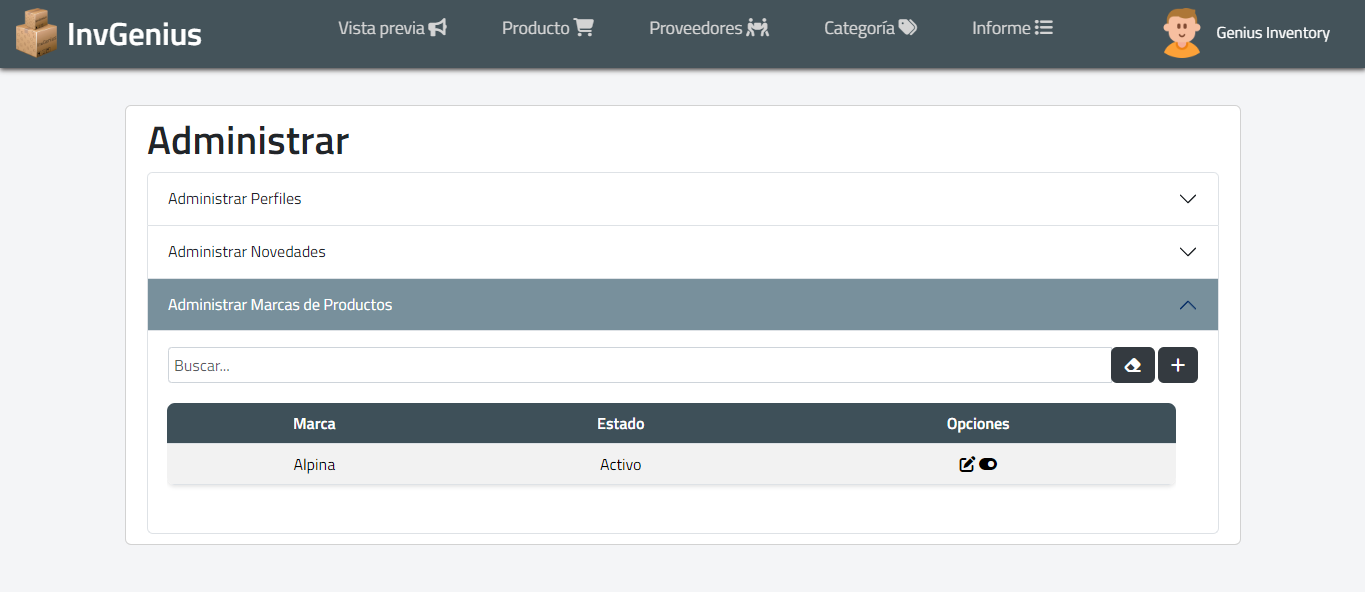 InvGenius
Vista previa
Producto
Proveedores
Categoría
Informe
Genius Inventory
Administrar
Administrar Perfiles
Administrar Novedades
Administrar Marcas de Productos
Buscar...
Marca Estado Opciones
Alpina Activo